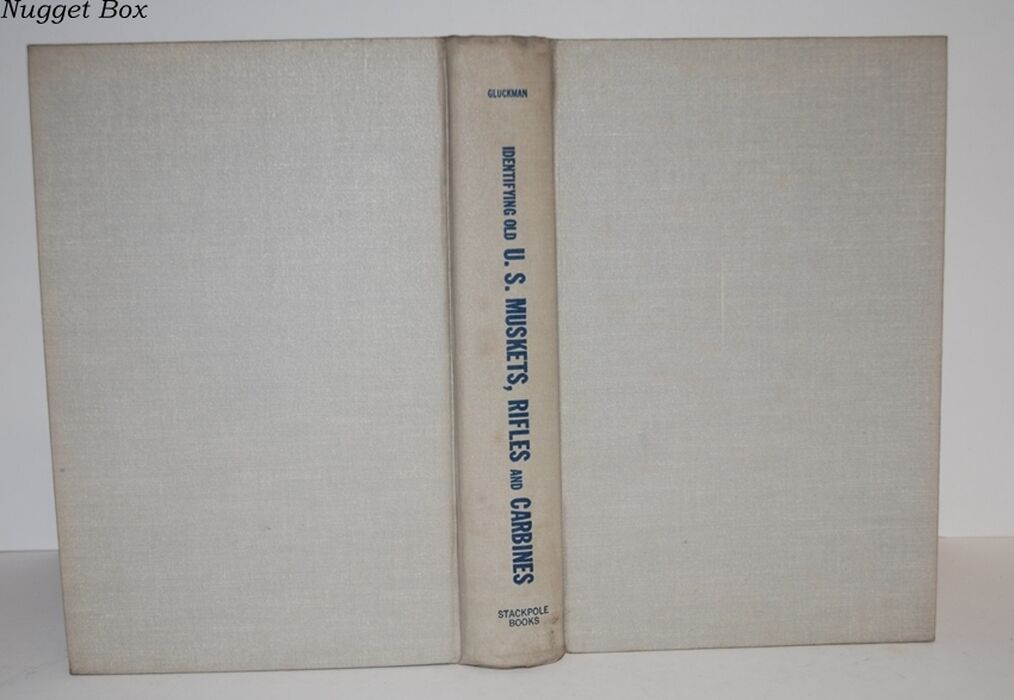 Nugget Box
GLUCKMAN
IDENTIFYING OLD U. S. MUSKETS, RIFLES AND CARBINES
STACKPOLE
BOOKS